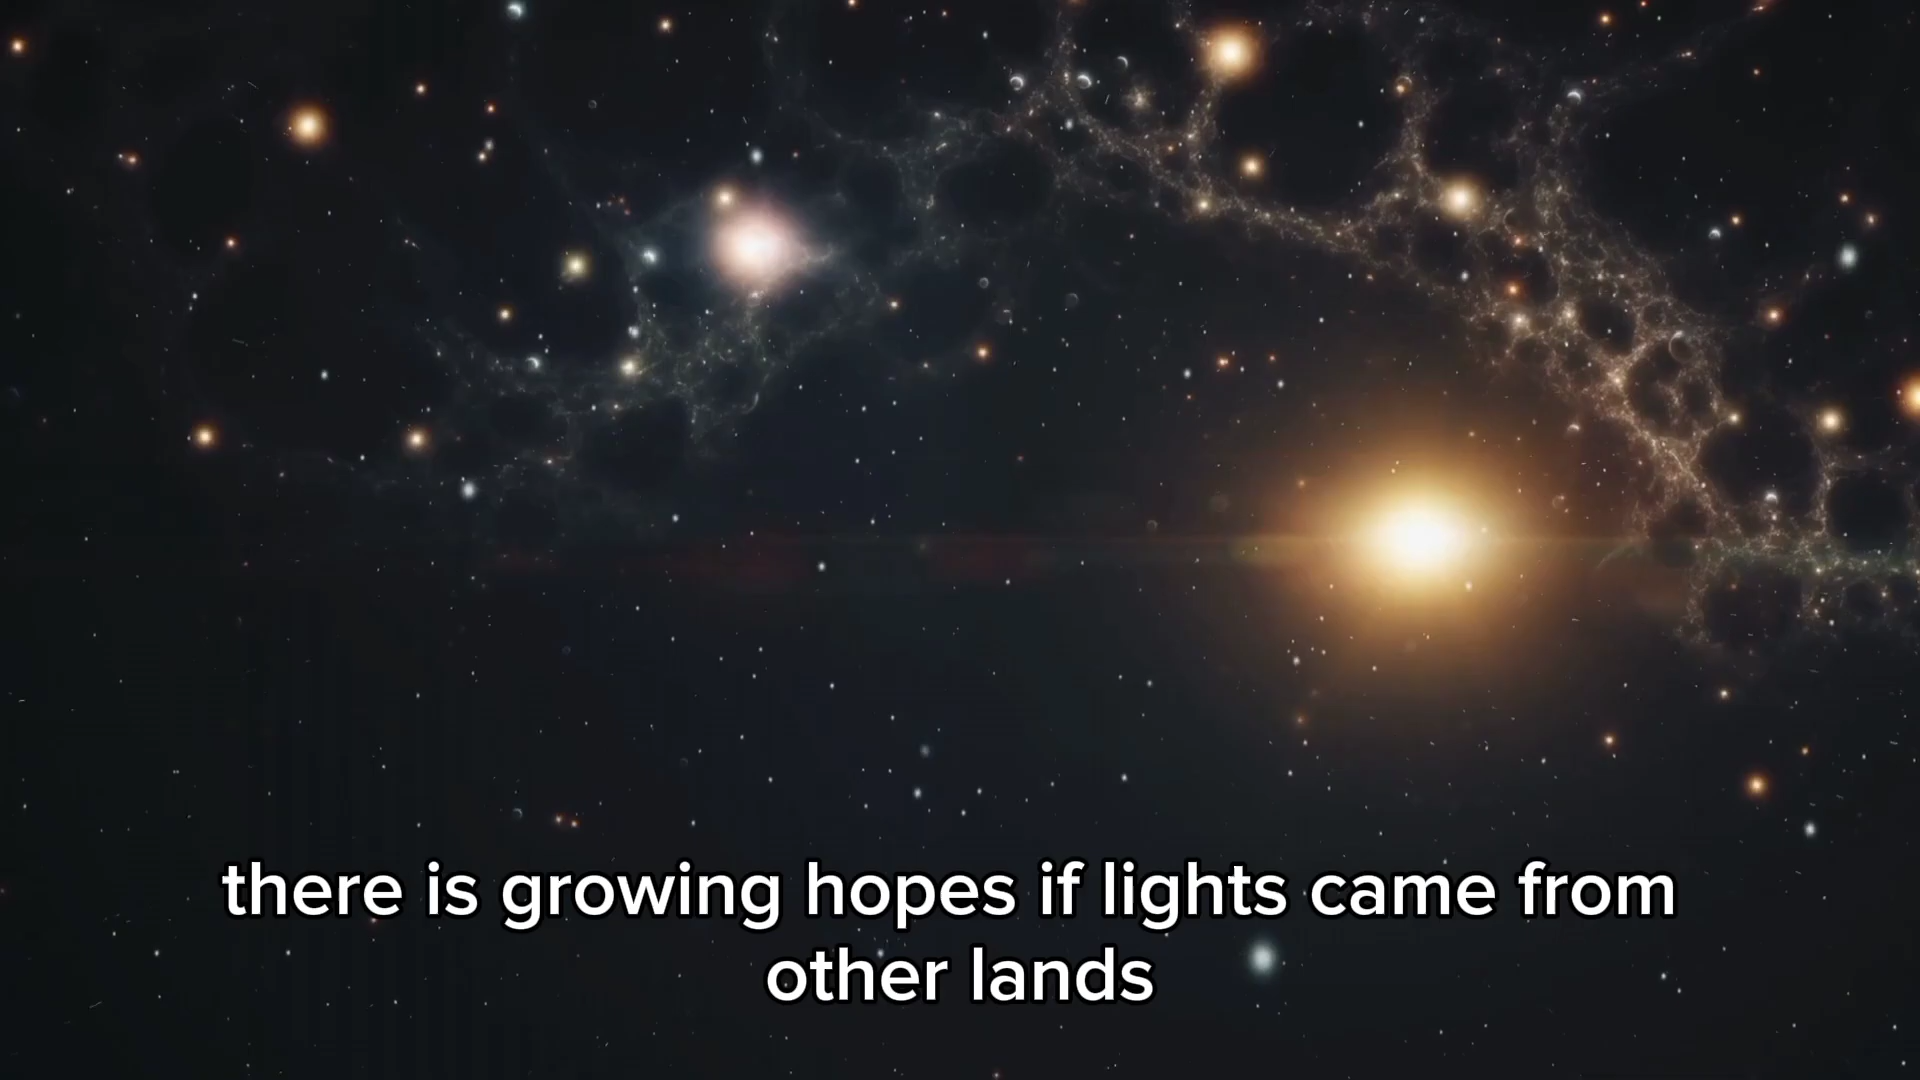 there is growing hopes if lights came from
other lands